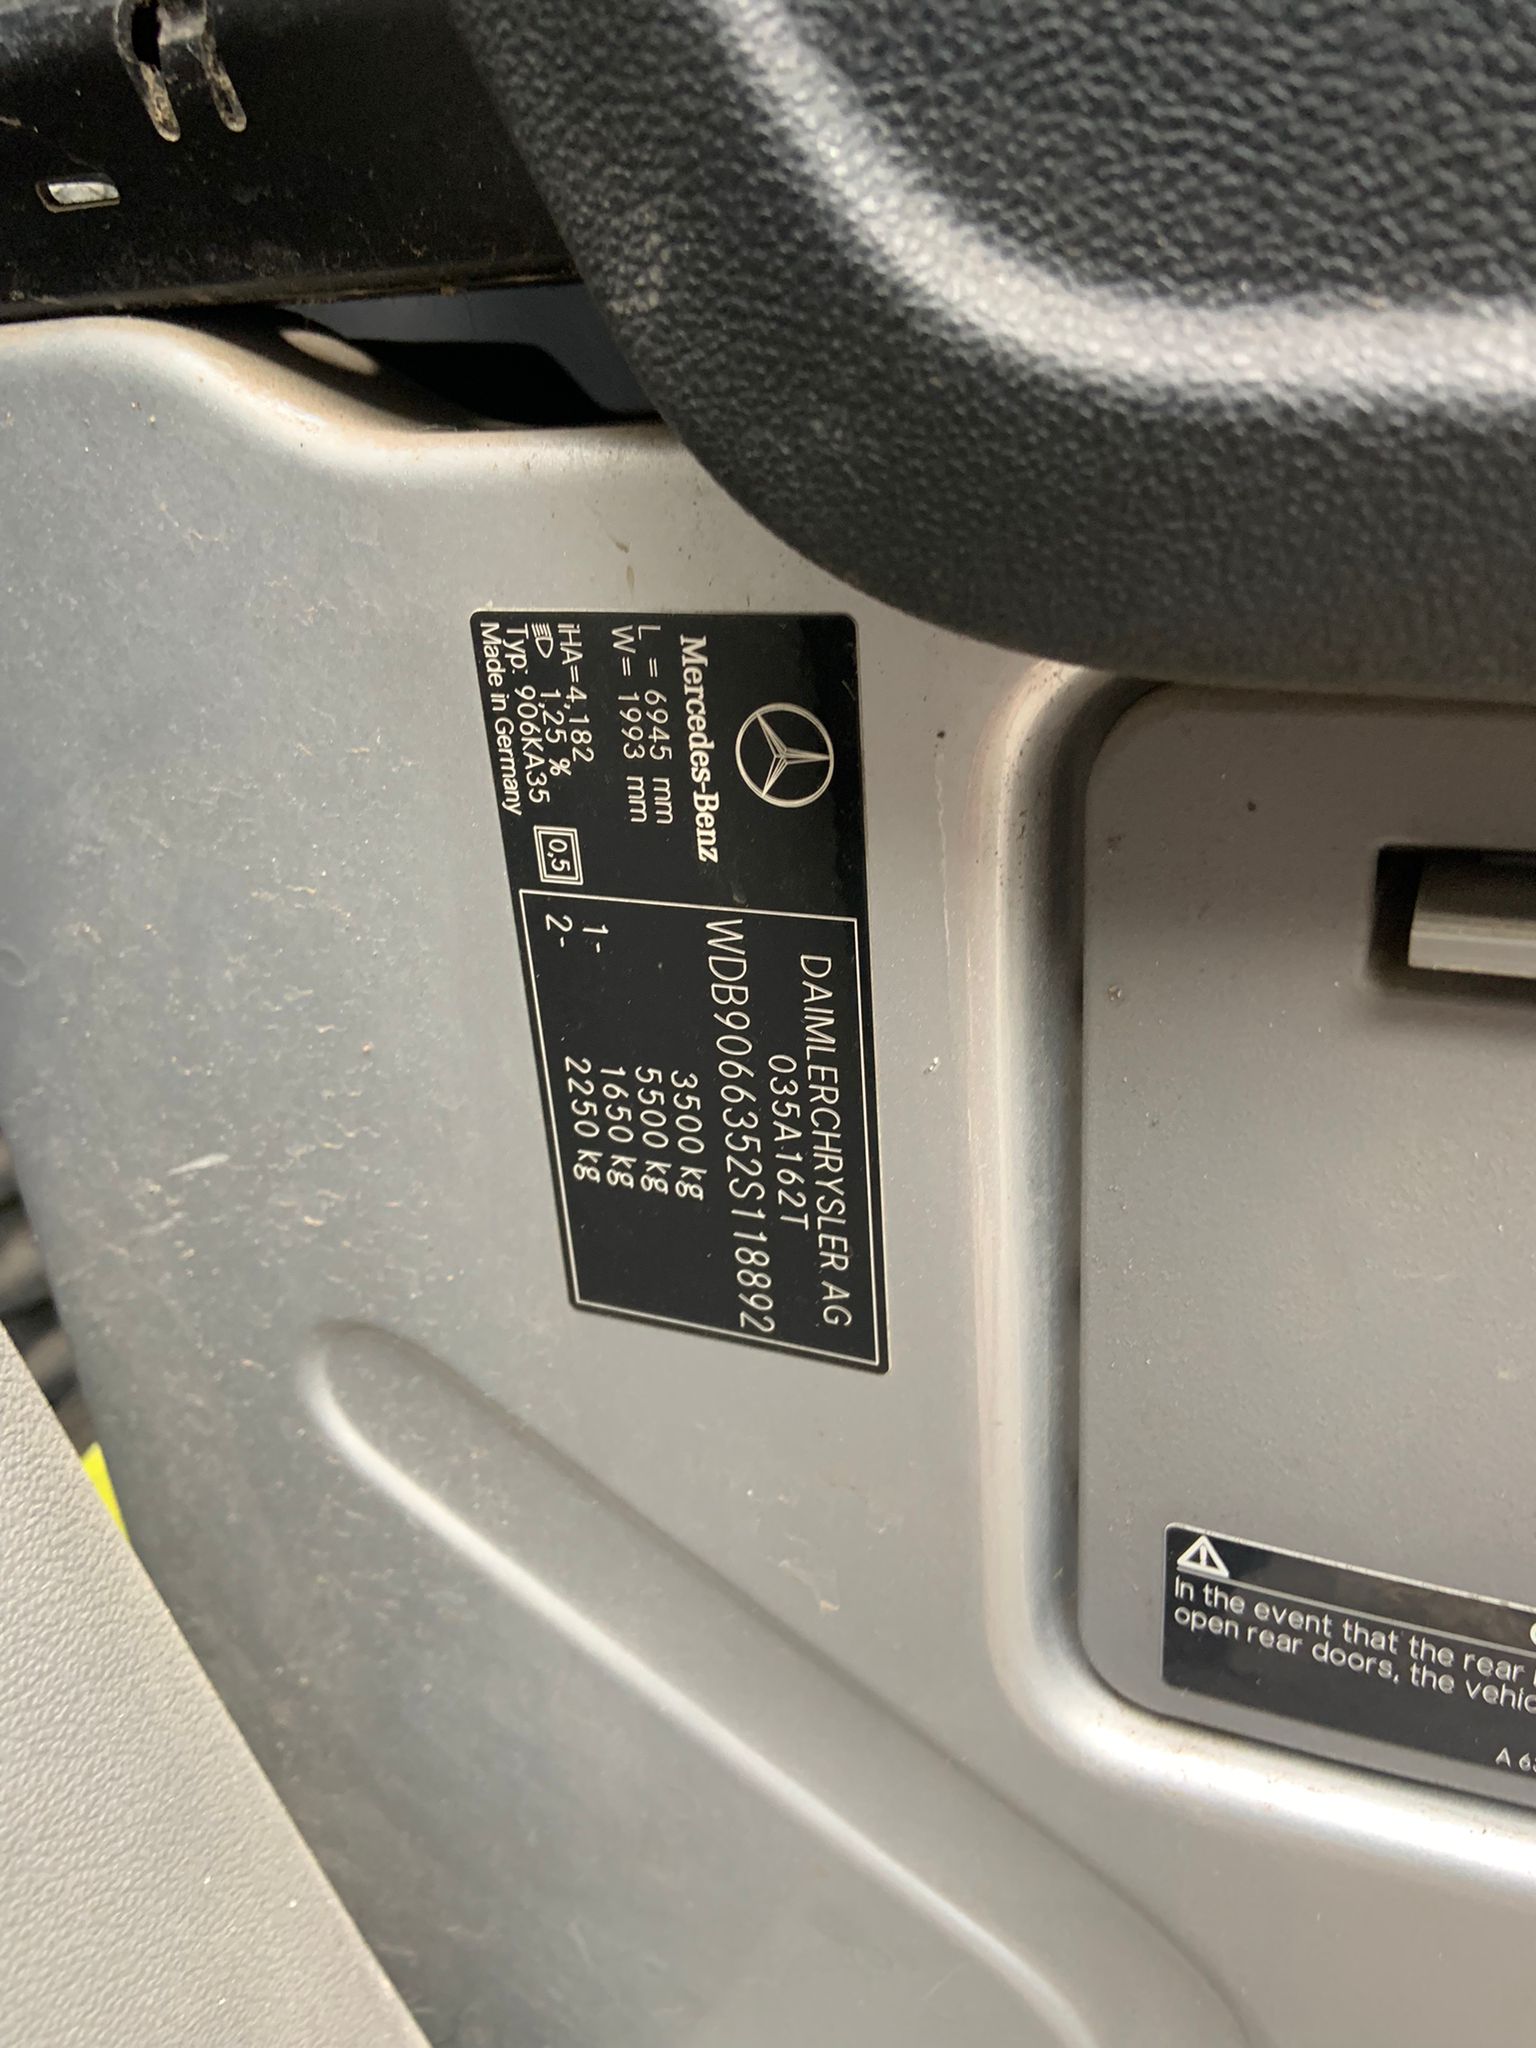 Mercedes-Benz
L = 6945 mm
W = 1993 mm
iHA=4,182
1,25 %
Typ: 906KA35
Made in Germany
0,5
DAIMLERCHRYSLER AG
035A162T
WDB9066352S118892
3500 kg
5500 kg
1- 1650 kg
2- 2250 kg
In the event that the rear
open rear doors, the
A 63